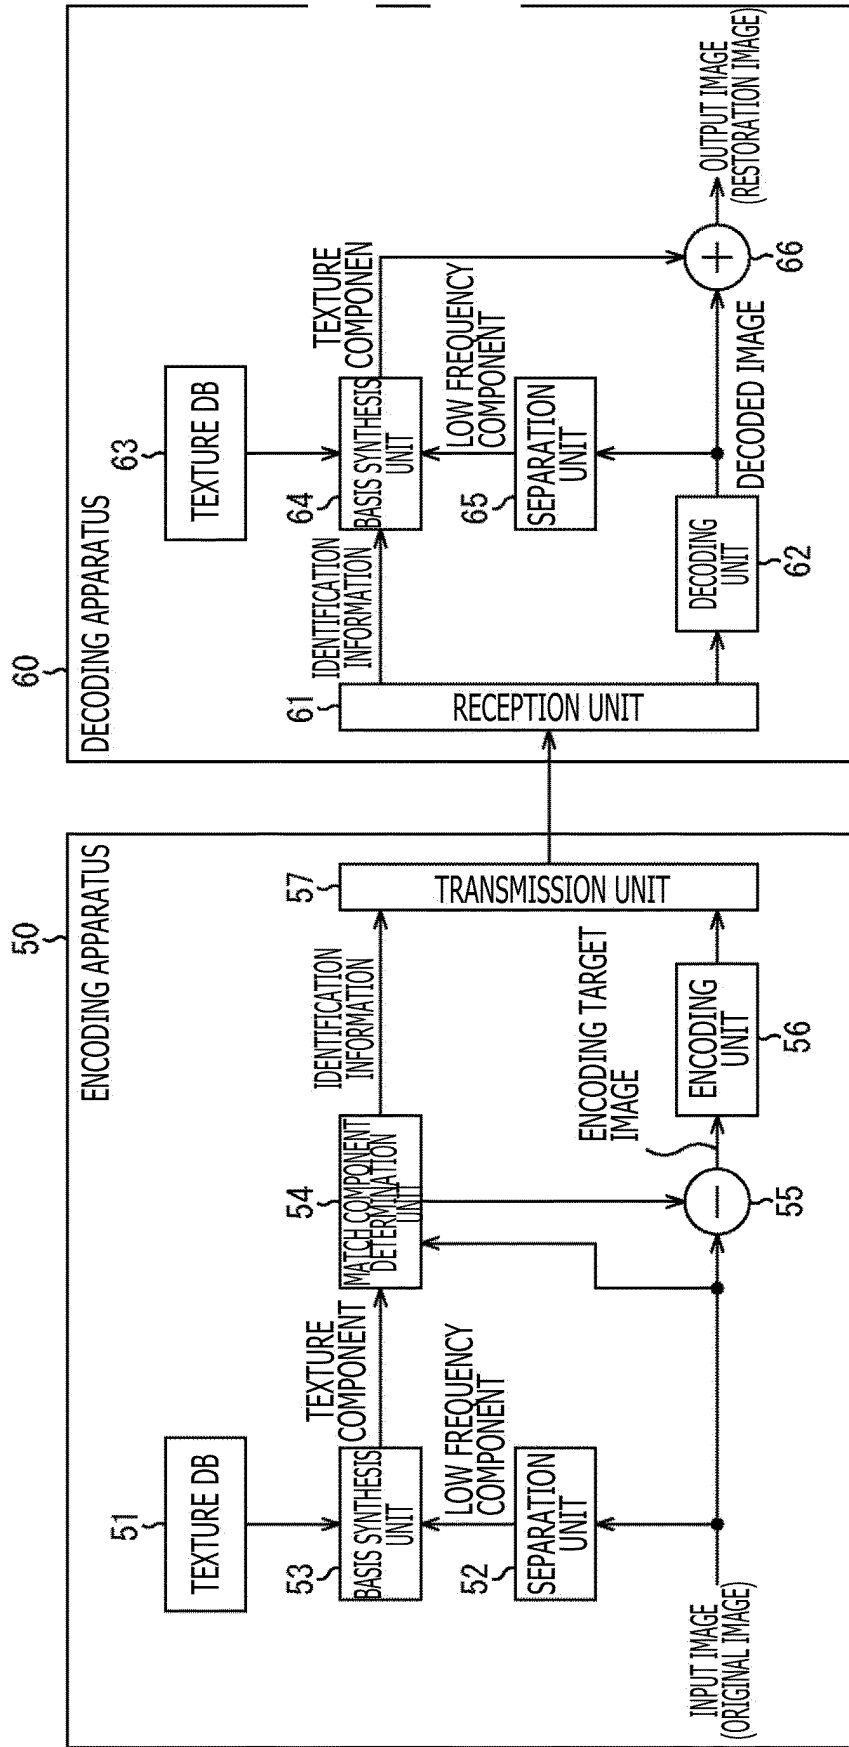 50
ENCODING APPARATUS
51
TEXTURE DB
53
BASIS SYNTHESIS
UNIT
TEXTURE
COMPONENT
54
MATCH COMPONENT
DETERMINATION
UNIT
IDENTIFICATION
INFORMATION
57
TRANSMISSION UNIT
LOW FREQUENCY
COMPONENT
52
SEPARATION
UNIT
INPUT IMAGE
(ORIGINAL IMAGE)
−
55
ENCODING TARGET
IMAGE
ENCODING
UNIT
56
60
DECODING APPARATUS
61
RECEPTION UNIT
IDENTIFICATION
INFORMATION
63
TEXTURE DB
64
BASIS SYNTHESIS
UNIT
TEXTURE
COMPONEN
LOW FREQUENCY
COMPONENT
65
SEPARATION
UNIT
DECODING
UNIT
62
DECODED IMAGE
+
66
OUTPUT IMAGE
(RESTORATION IMAGE)